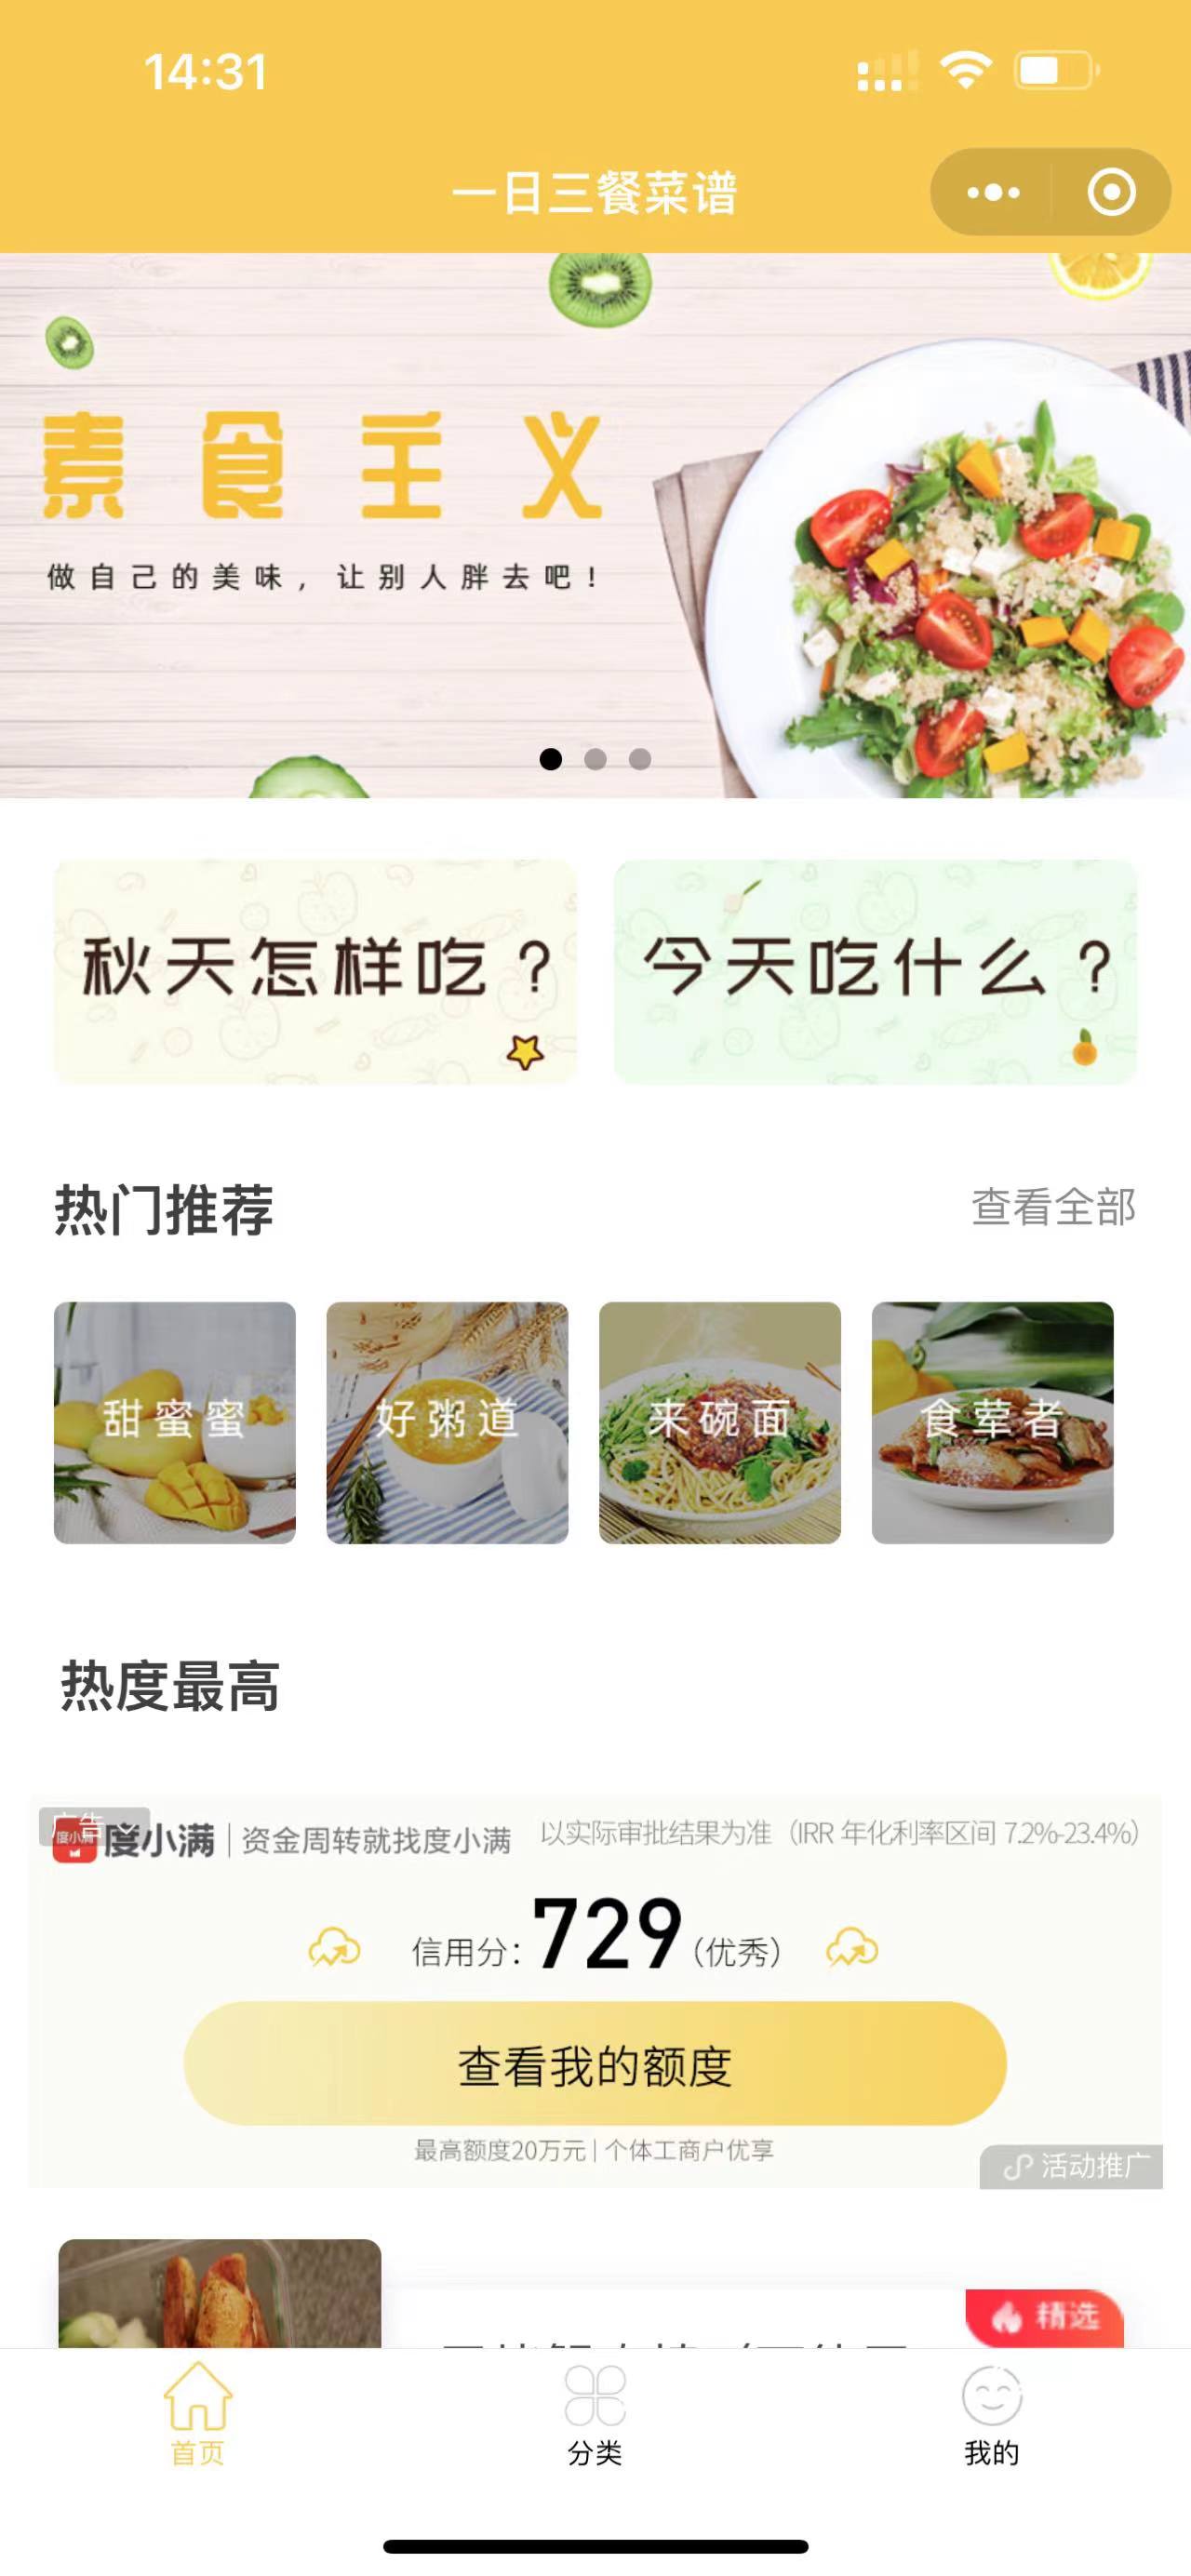 14:31
一日三餐菜谱
素食主义
做自己的美味，让别人胖去吧！
秋天怎样吃？
今天吃什么？
热门推荐
查看全部
甜蜜蜜
好粥道
来碗面
食荤者
热度最高
广告
度小满
度小满｜资金周转就找度小满
以实际审批结果为准（IRR 年化利率区间 7.2%-23.4%）
信用分：729（优秀）
查看我的额度
最高额度20万元｜个体工商户优享
活动推广
精选
首页
分类
我的